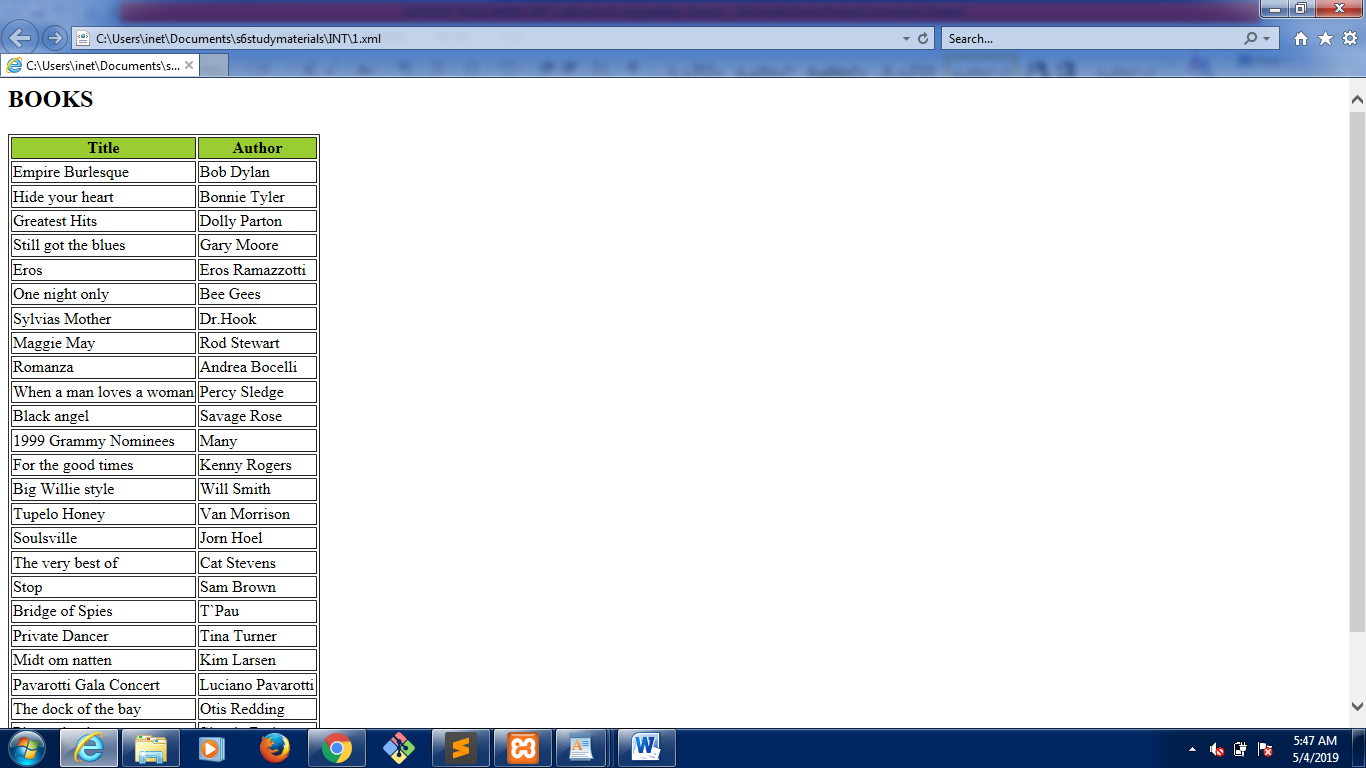 C:\Users\inet\Documents\s6studymaterials\INT\1.xml
Search...
C:\Users\inet\Documents\s...
BOOKS
Title Author
Empire Burlesque Bob Dylan
Hide your heart Bonnie Tyler
Greatest Hits Dolly Parton
Still got the blues Gary Moore
Eros Eros Ramazzotti
One night only Bee Gees
Sylvias Mother Dr.Hook
Maggie May Rod Stewart
Romanza Andrea Bocelli
When a man loves a woman Percy Sledge
Black angel Savage Rose
1999 Grammy Nominees Many
For the good times Kenny Rogers
Big Willie style Will Smith
Tupelo Honey Van Morrison
Soulsville Jorn Hoel
The very best of Cat Stevens
Stop Sam Brown
Bridge of Spies T`Pau
Private Dancer Tina Turner
Midt om natten Kim Larsen
Pavarotti Gala Concert Luciano Pavarotti
The dock of the bay Otis Redding
5:47 AM
5/4/2019